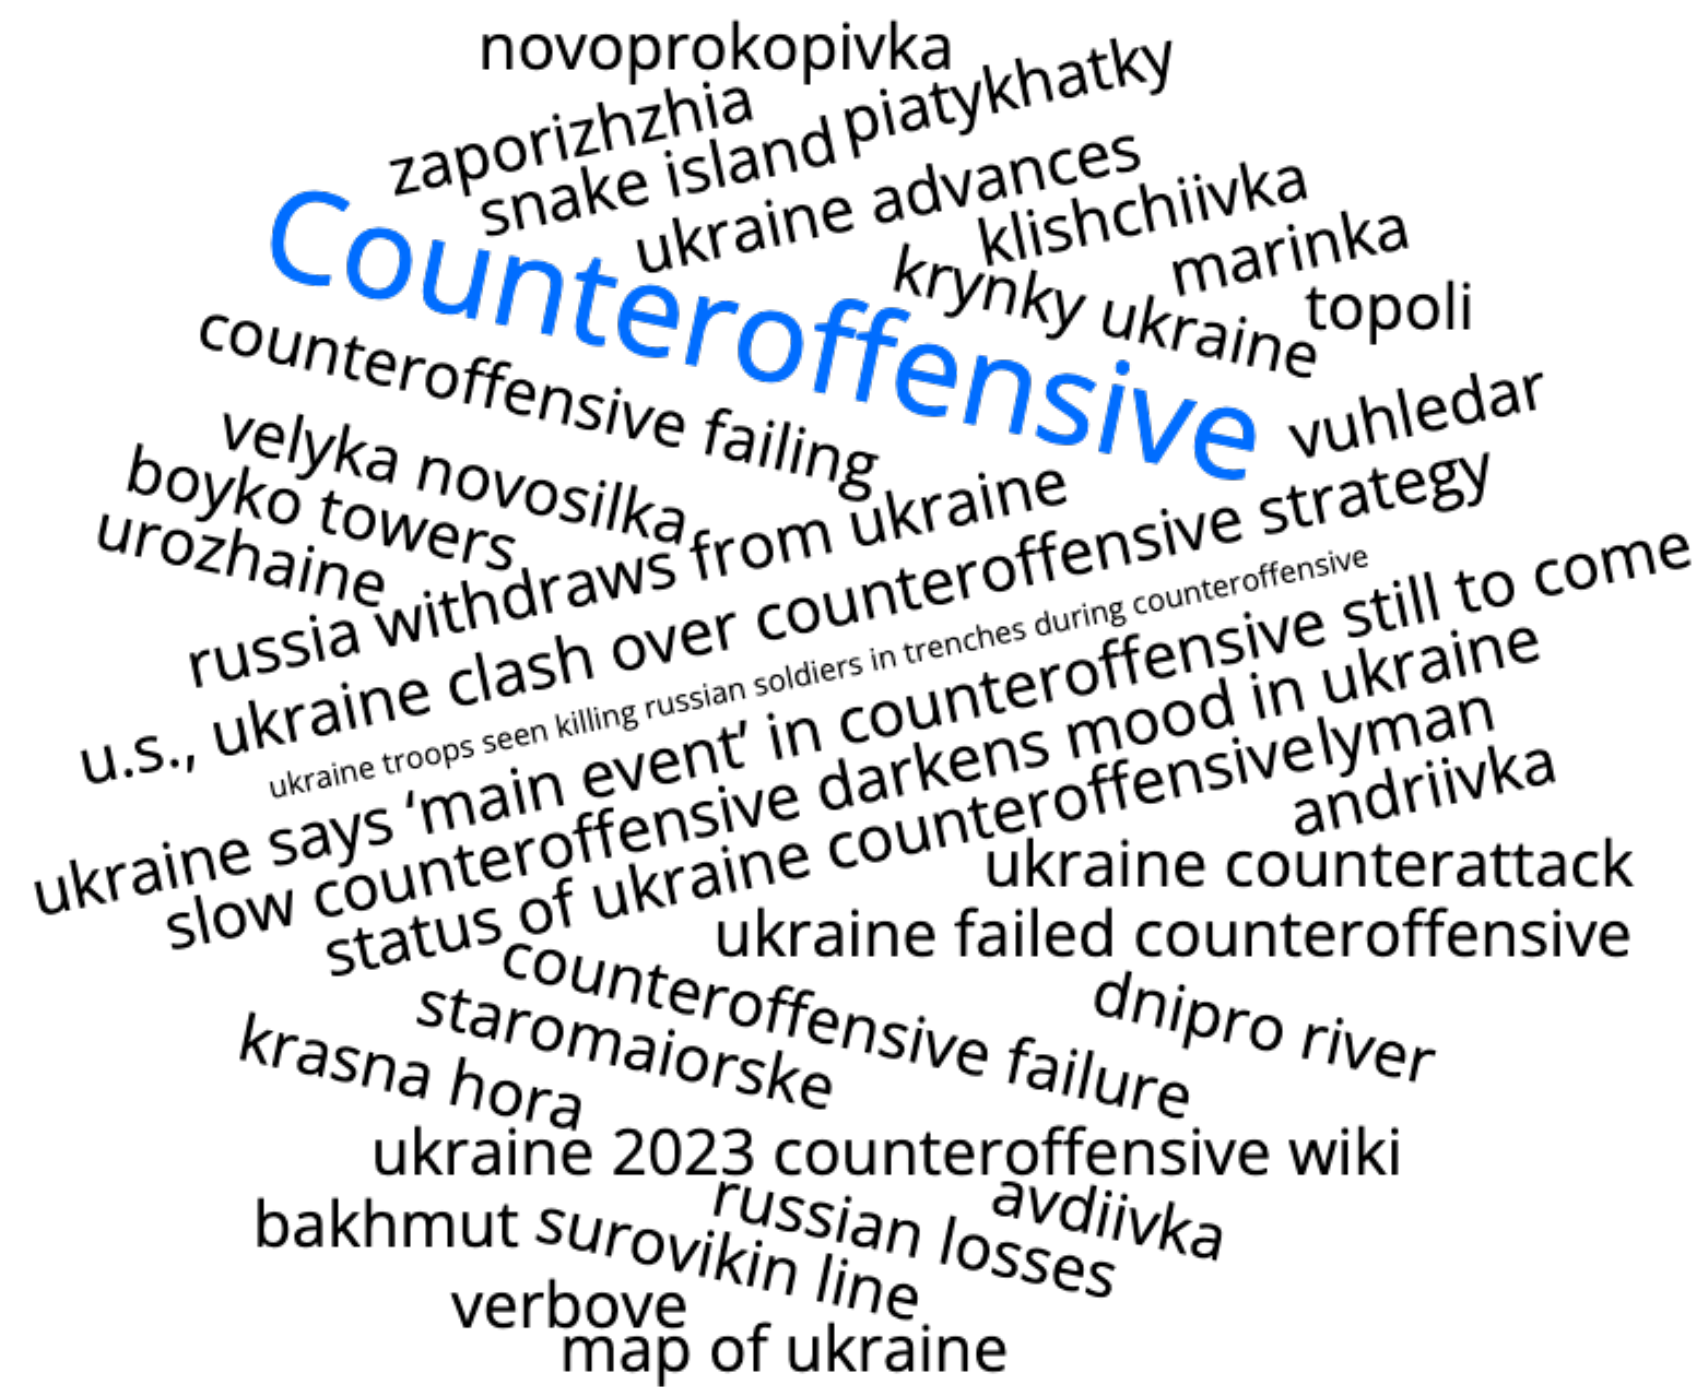 novoprokopivka
zaporizhzhia
snake island
piatykhatky
ukraine advances
klishchiivka
marinka
krynky ukraine
topoli
Counteroffensive
counteroffensive failing
vuhledar
velyka novosilka
boyko towers
urozhaine
russia withdraws from ukraine
u.s., ukraine clash over counteroffensive strategy
ukraine troops seen killing russian soldiers in trenches during counteroffensive
ukraine says ‘main event’ in counteroffensive still to come
slow counteroffensive darkens mood in ukraine
status of ukraine counteroffensive
lyman
andriivka
ukraine counterattack
ukraine failed counteroffensive
counteroffensive failure
dnipro river
staromaiorske
krasna hora
ukraine 2023 counteroffensive wiki
russian losses
avdiivka
bakhmut
surovikin line
verbove
map of ukraine